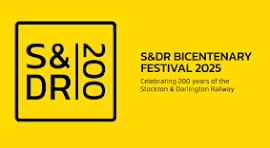 S&
DR
200
S&DR BICENTENARY
FESTIVAL 2025
Celebrating 200 years of the
Stockton & Darlington Railway